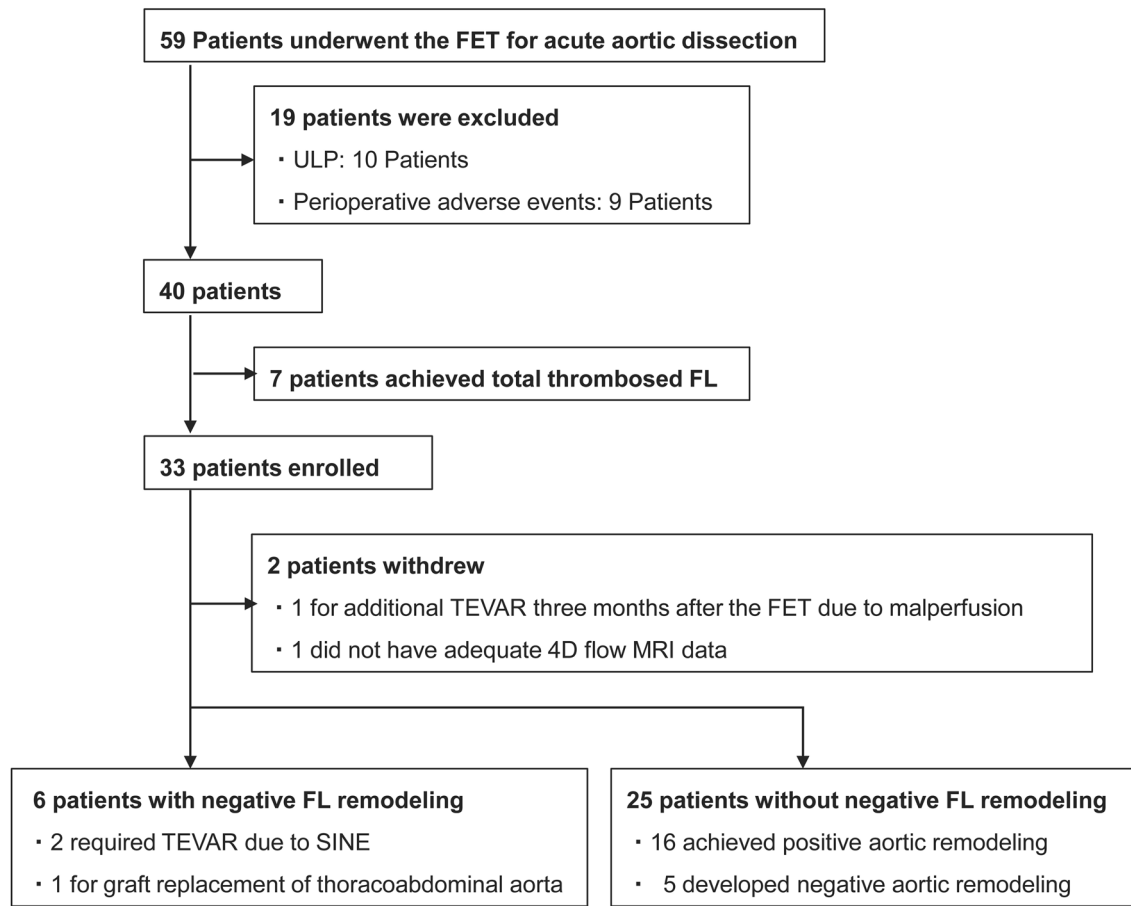 59 Patients underwent the FET for acute aortic dissection
19 patients were excluded
・ULP: 10 Patients
・Perioperative adverse events: 9 Patients
40 patients
7 patients achieved total thrombosed FL
33 patients enrolled
2 patients withdrew
・1 for additional TEVAR three months after the FET due to malperfusion
・1 did not have adequate 4D flow MRI data
6 patients with negative FL remodeling
・2 required TEVAR due to SINE
・1 for graft replacement of thoracoabdominal aorta
25 patients without negative FL remodeling
・16 achieved positive aortic remodeling
・ 5 developed negative aortic remodeling